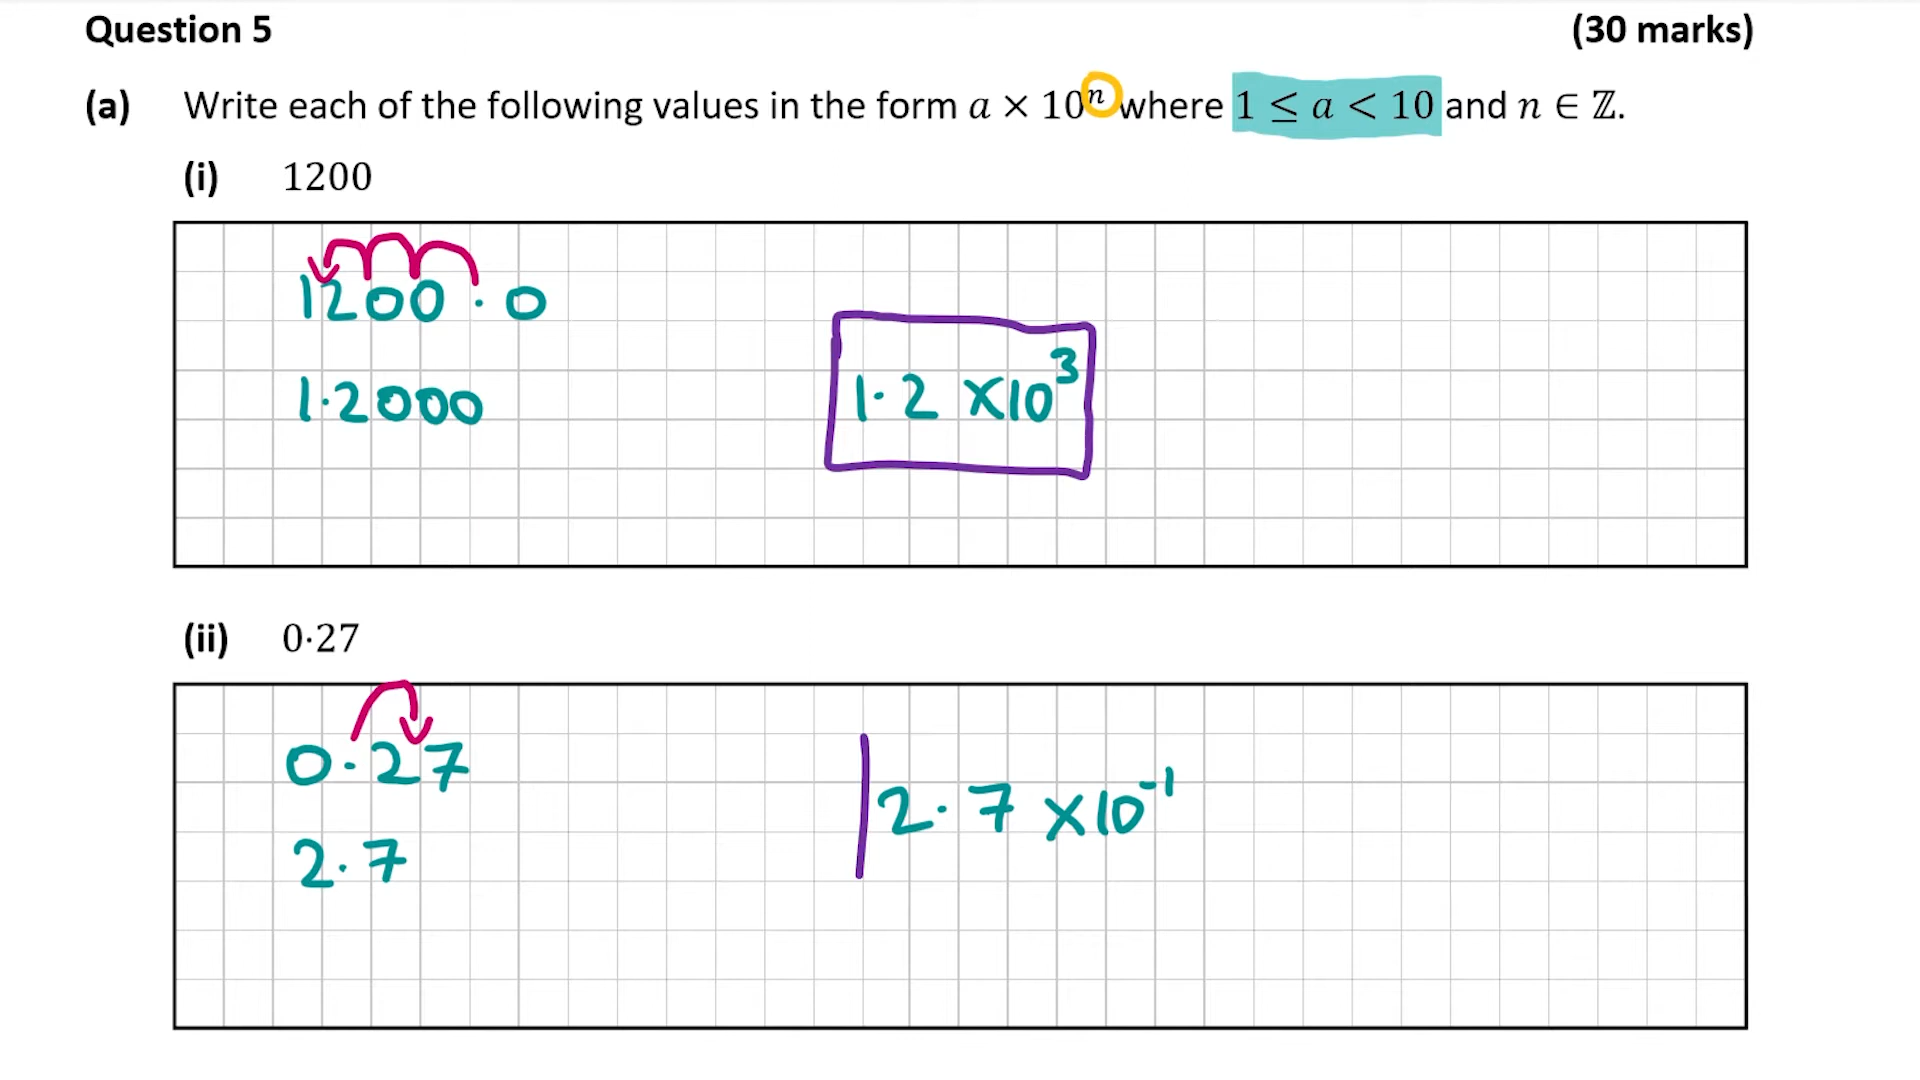 Question 5 (30 marks)
(a) Write each of the following values in the form a × 10ⁿ where 1 ≤ a < 10 and n ∈ ℤ.
(i) 1200
1200·0
1·2000
1·2 ×10³
(ii) 0·27
0·27
2·7
2·7 ×10⁻¹